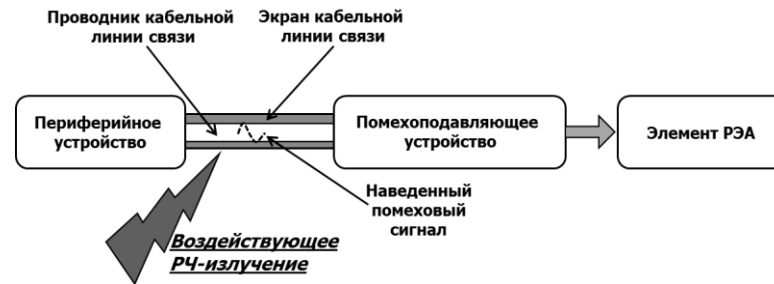 Проводник кабельной
линии связи
Экран кабельной
линии связи
Периферийное
устройство
Помехоподавляющее
устройство
Элемент РЭА
Наведенный
помеховый
сигнал
Воздействующее
РЧ-излучение